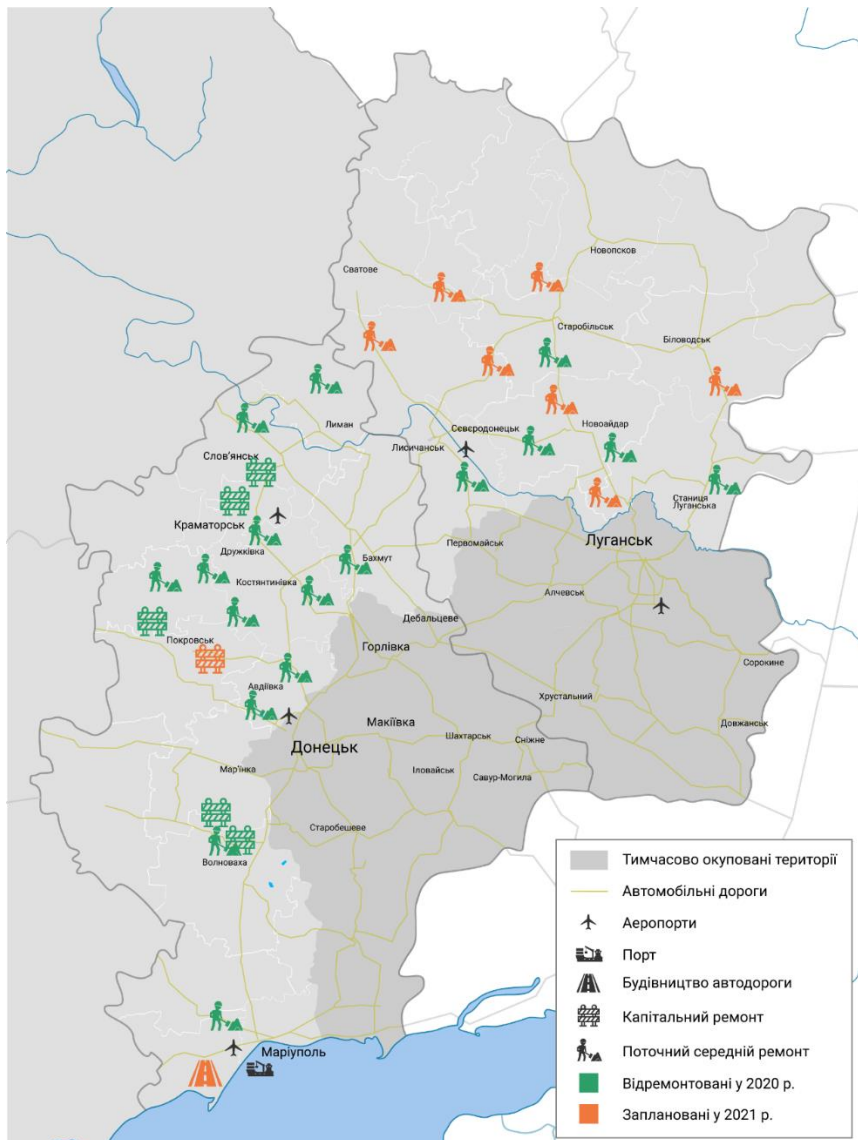 Новопсков
Сватове
Старобільськ
Біловодськ
Лиман
Сєвєродонецьк
Новоайдар
Лисичанськ
Слов'янськ
Станиця
Луганська
Краматорськ
Первомайськ
Луганськ
Дружківка
Бахмут
Костянтинівка
Алчевськ
Дебальцеве
Покровськ
Горлівка
Сорокине
Авдіївка
Хрустальний
Макіївка
Довжанськ
Шахтарськ
Сніжне
Донецьк
Мар'їнка
Іловайськ
Савур-Могила
Старобешеве
Волноваха
Маріуполь
Тимчасово окуповані території
Автомобільні дороги
Аеропорти
Порт
Будівництво автодороги
Капітальний ремонт
Поточний середній ремонт
Відремонтовані у 2020 р.
Заплановані у 2021 р.